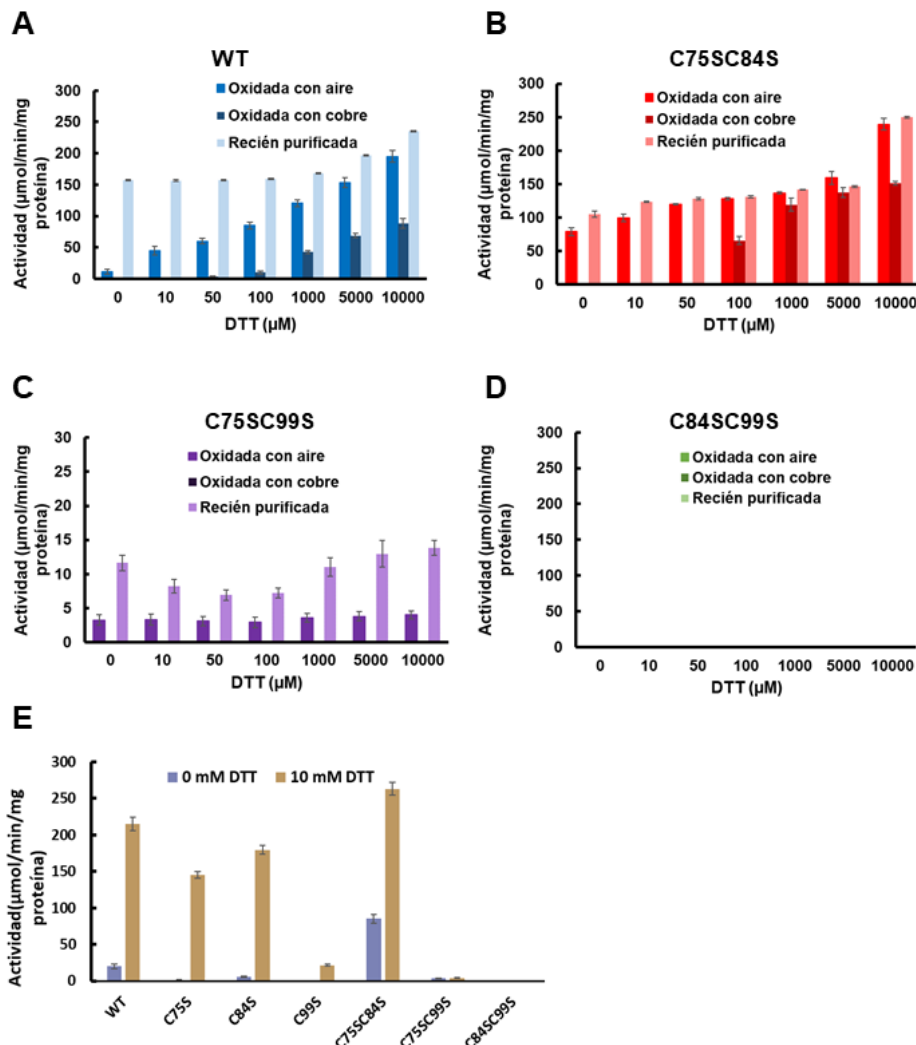 A
WT
Oxidada con aire
Oxidada con cobre
Recién purificada
Actividad (µmol/min/mg
proteína)
300
250
200
150
100
50
0
0 10 50 100 1000 5000 10000
DTT (µM)
B
C75SC84S
Oxidada con aire
Oxidada con cobre
Recién purificada
Actividad (µmol/min/mg
proteína)
300
250
200
150
100
50
0
0 10 50 100 1000 5000 10000
DTT (µM)
C
C75SC99S
Oxidada con aire
Oxidada con cobre
Recién purificada
Actividad (µmol/min/mg
proteína)
30
25
20
15
10
5
0
0 10 50 100 1000 5000 10000
DTT (µM)
D
C84SC99S
Oxidada con aire
Oxidada con cobre
Recién purificada
Actividad (µmol/min/mg
proteína)
300
250
200
150
100
50
0
0 10 50 100 1000 5000 10000
DTT (µM)
E
0 mM DTT 10 mM DTT
Actividad(µmol/min/mg
proteína)
300
250
200
150
100
50
0
WT C75S C84S C99S C75SC84S C75SC99S C84SC99S